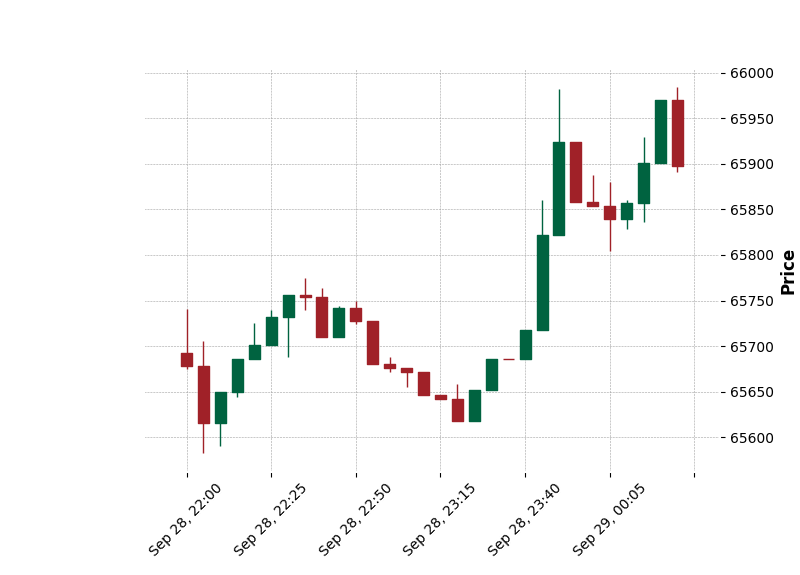 66000
65950
65900
65850
65800
65750
65700
65650
65600
Price
Sep 28, 22:00
Sep 28, 22:25
Sep 28, 22:50
Sep 28, 23:15
Sep 28, 23:40
Sep 29, 00:05